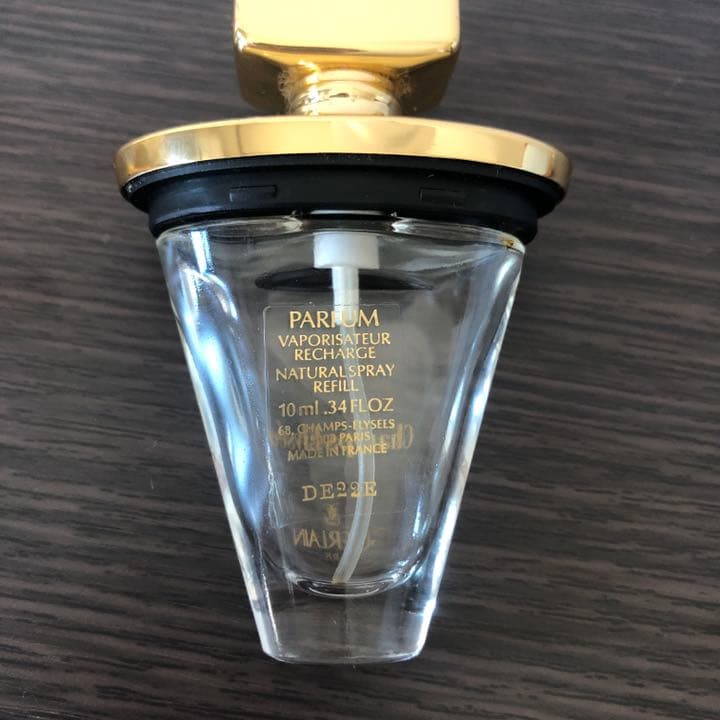 PARFUM
VAPORISATEUR
RECHARGE
NATURAL SPRAY
REFILL
10 ml .34 FL OZ
68, CHAMPS-ELYSEES
PARIS
MADE IN FRANCE
DE22E